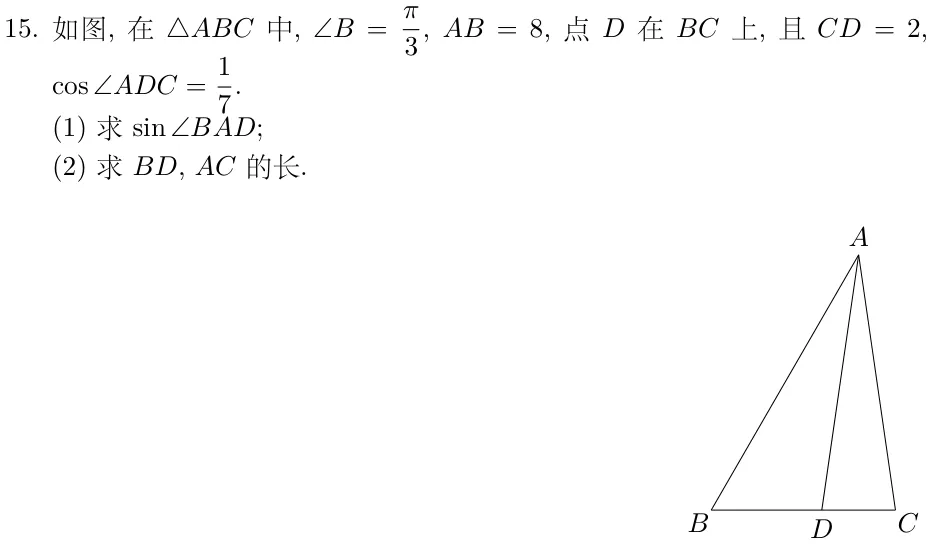 15. 如图, 在 △ABC 中, ∠B = π/3, AB = 8, 点 D 在 BC 上, 且 CD = 2,
cos∠ADC = 1/7.
(1) 求 sin∠BAD;
(2) 求 BD, AC 的长.
A
B
D
C